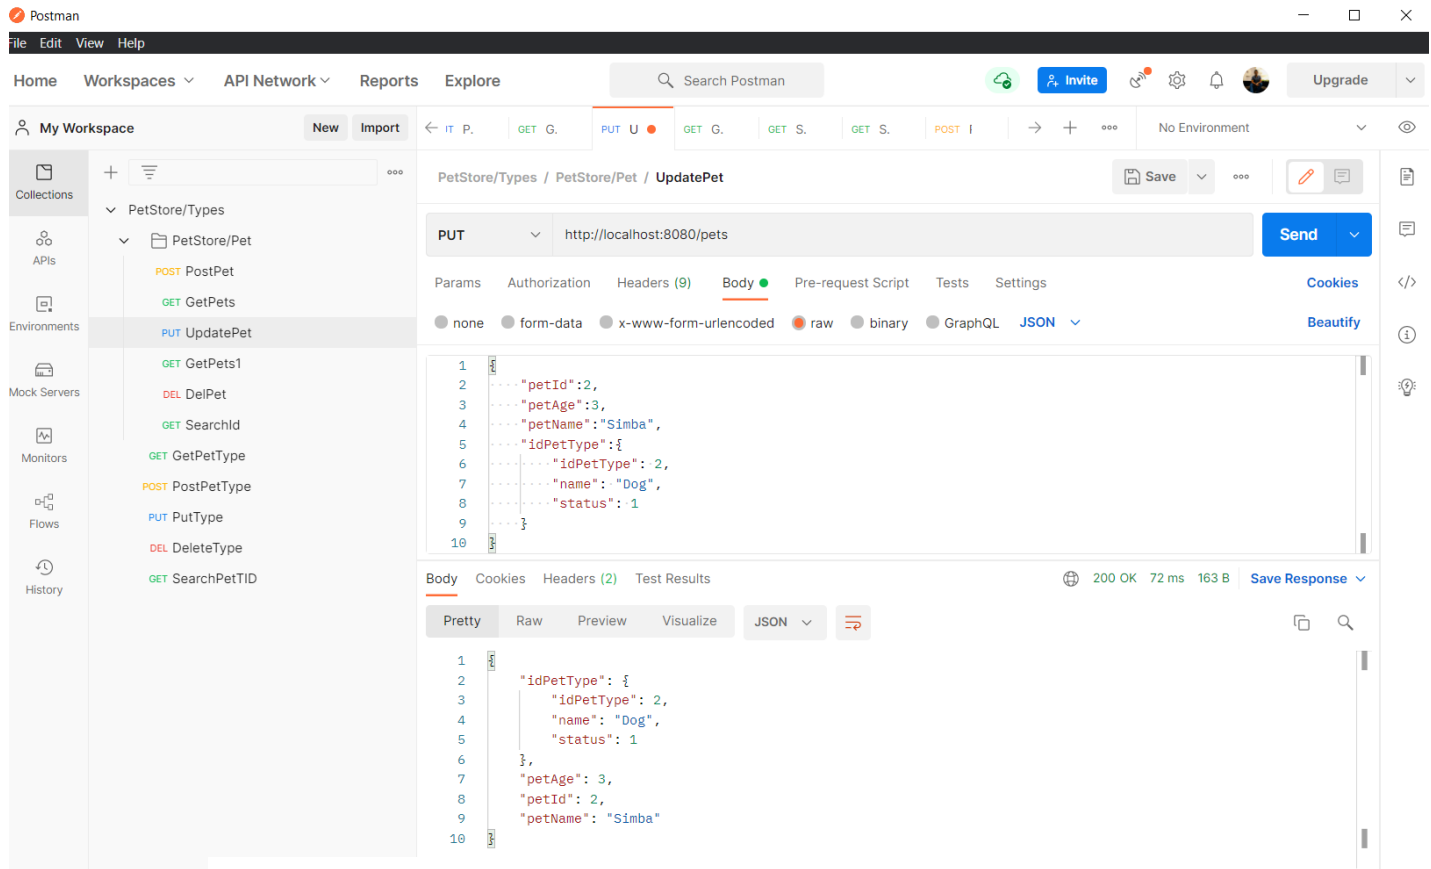 Postman
File Edit View Help
Home Workspaces API Network Reports Explore Search Postman Invite Upgrade
My Workspace New Import
IT P. GET G. PUT U GET G. GET S. GET S. POST No Environment
Collections
APIs
Environments
Mock Servers
Monitors
Flows
History
PetStore/Types
PetStore/Pet
POST PostPet
GET GetPets
PUT UpdatePet
GET GetPets1
DEL DelPet
GET SearchId
GET GetPetType
POST PostPetType
PUT PutType
DEL DeleteType
GET SearchPetTID
PetStore/Types / PetStore/Pet / UpdatePet Save
PUT http://localhost:8080/pets Send
Params Authorization Headers (9) Body Pre-request Script Tests Settings Cookies
none form-data x-www-form-urlencoded raw binary GraphQL JSON Beautify
1 {
2 "petId":2,
3 "petAge":3,
4 "petName":"Simba",
5 "idPetType":{
6 "idPetType": 2,
7 "name": "Dog",
8 "status": 1
9 }
10 }
Body Cookies Headers (2) Test Results 200 OK 72 ms 163 B Save Response
Pretty Raw Preview Visualize JSON
1 {
2 "idPetType": {
3 "idPetType": 2,
4 "name": "Dog",
5 "status": 1
6 },
7 "petAge": 3,
8 "petId": 2,
9 "petName": "Simba"
10 }